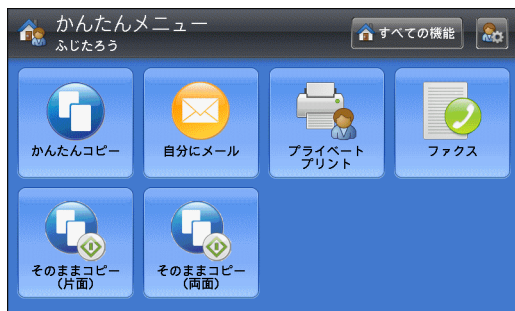 かんたんメニュー
ふじたろう
すべての機能
かんたんコピー
自分にメール
プライベート
プリント
ファクス
そのままコピー
(片面)
そのままコピー
(両面)